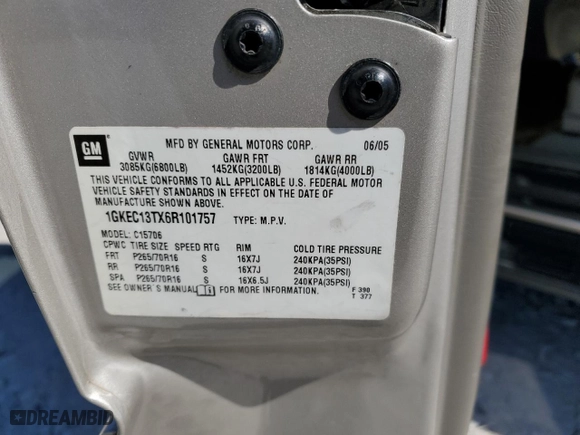 GM
MFD BY GENERAL MOTORS CORP. 06/05
GVWR GAWR FRT GAWR RR
3085KG(6800LB) 1452KG(3200LB) 1814KG(4000LB)
THIS VEHICLE CONFORMS TO ALL APPLICABLE U.S. FEDERAL MOTOR
VEHICLE SAFETY STANDARDS IN EFFECT ON THE DATE OF
MANUFACTURE SHOWN ABOVE.
1GKEC13TX6R101757 TYPE: M.P.V.
MODEL: C15706
CPWC TIRE SIZE SPEED RTG RIM COLD TIRE PRESSURE
FRT P265/70R16 S 16X7J 240KPA(35PSI)
RR P265/70R16 S 16X7J 240KPA(35PSI)
SPA P265/70R16 S 16X6.5J 240KPA(35PSI)
SEE OWNER S MANUAL FOR MORE INFORMATION. F 390
T 377
DREAMBID